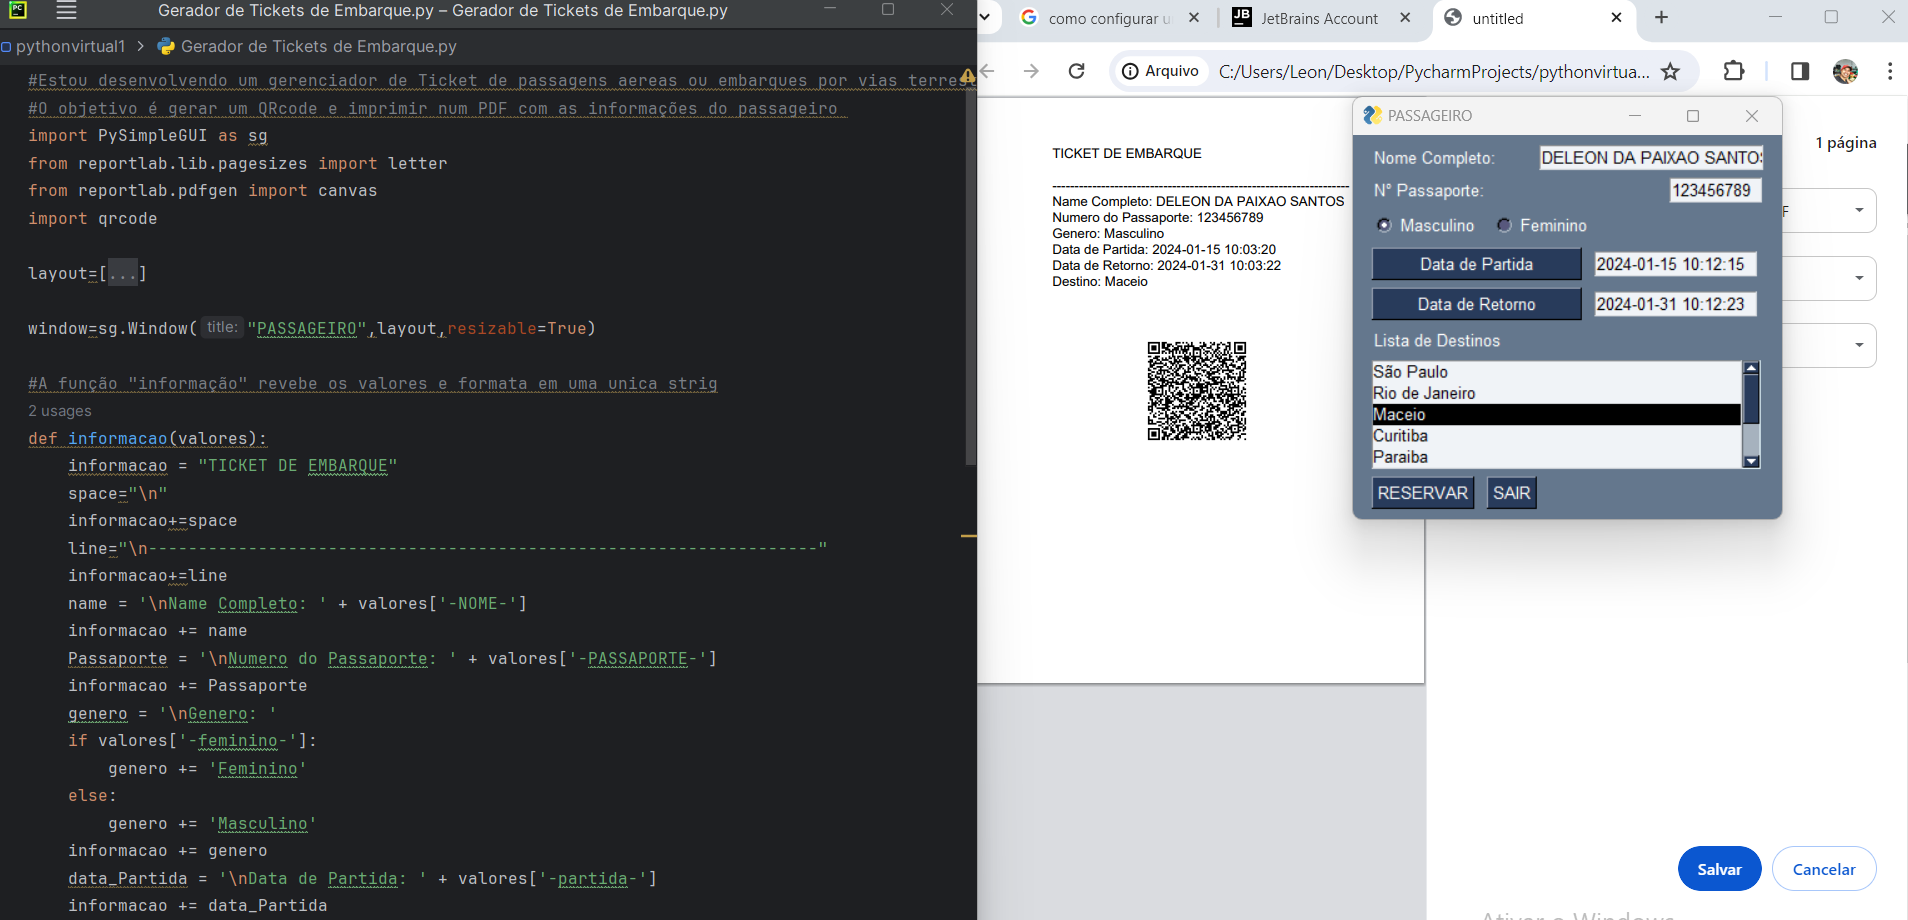 Gerador de Tickets de Embarque.py – Gerador de Tickets de Embarque.py
pythonvirtual1 > Gerador de Tickets de Embarque.py
#Estou desenvolvendo um gerenciador de Ticket de passagens aereas ou embarques por vias terres
#O objetivo é gerar um QRcode e imprimir num PDF com as informações do passageiro
import PySimpleGUI as sg
from reportlab.lib.pagesizes import letter
from reportlab.pdfgen import canvas
import qrcode
layout=[...]
window=sg.Window( title: "PASSAGEIRO",layout,resizable=True)
#A função "informação" revebe os valores e formata em uma unica strig
2 usages
def informacao(valores):
informacao = "TICKET DE EMBARQUE"
space="\n"
informacao+=space
line="\n-------------------------------------------------------------------"
informacao+=line
name = '\nName Completo: ' + valores['-NOME-']
informacao += name
Passaporte = '\nNumero do Passaporte: ' + valores['-PASSAPORTE-']
informacao += Passaporte
genero = '\nGenero: '
if valores['-feminino-']:
genero += 'Feminino'
else:
genero += 'Masculino'
informacao += genero
data_Partida = '\nData de Partida: ' + valores['-partida-']
informacao += data_Partida
como configurar u
JetBrains Account
untitled
Arquivo
C:/Users/Leon/Desktop/PycharmProjects/pythonvirtua...
TICKET DE EMBARQUE
-------------------------------------------------------------------
Name Completo: DELEON DA PAIXAO SANTOS
Numero do Passaporte: 123456789
Genero: Masculino
Data de Partida: 2024-01-15 10:03:20
Data de Retorno: 2024-01-31 10:03:22
Destino: Maceio
PASSAGEIRO
Nome Completo: DELEON DA PAIXAO SANTOS
N° Passaporte: 123456789
Masculino Feminino
Data de Partida 2024-01-15 10:12:15
Data de Retorno 2024-01-31 10:12:23
Lista de Destinos
São Paulo
Rio de Janeiro
Maceio
Curitiba
Paraiba
RESERVAR SAIR
1 página
F
Salvar Cancelar
Ativar o Windows